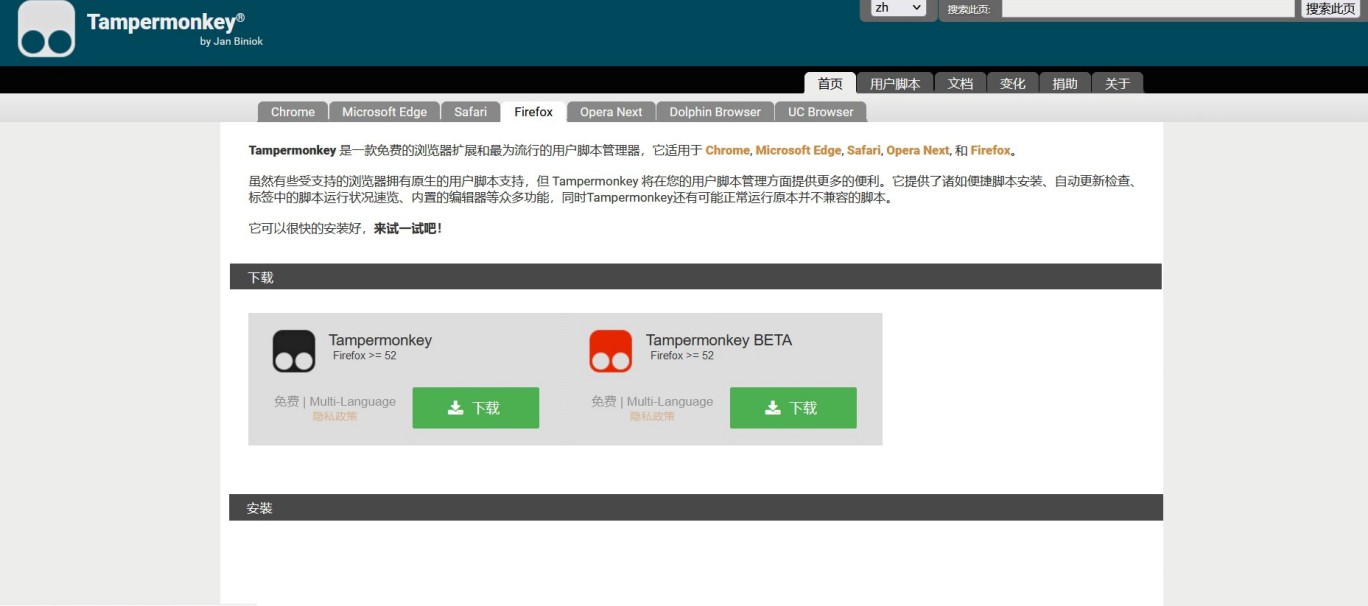 Tampermonkey®
by Jan Biniok
zh
搜索此页:
搜索此页
首页 用户脚本 文档 变化 捐助 关于
Chrome Microsoft Edge Safari Firefox Opera Next Dolphin Browser UC Browser
Tampermonkey 是一款免费的浏览器扩展和最为流行的用户脚本管理器，它适用于 Chrome, Microsoft Edge, Safari, Opera Next, 和 Firefox。
虽然有些受支持的浏览器拥有原生的用户脚本支持，但 Tampermonkey 将在您的用户脚本管理方面提供更多的便利。它提供了诸如便捷脚本安装、自动更新检查、
标签中的脚本运行状况速览、内置的编辑器等众多功能，同时Tampermonkey还有可能正常运行原本并不兼容的脚本。
它可以很快的安装好，来试一试吧！
下载
Tampermonkey
Firefox >= 52
免费 | Multi-Language
隐私政策
下载
Tampermonkey BETA
Firefox >= 52
免费 | Multi-Language
隐私政策
下载
安裝